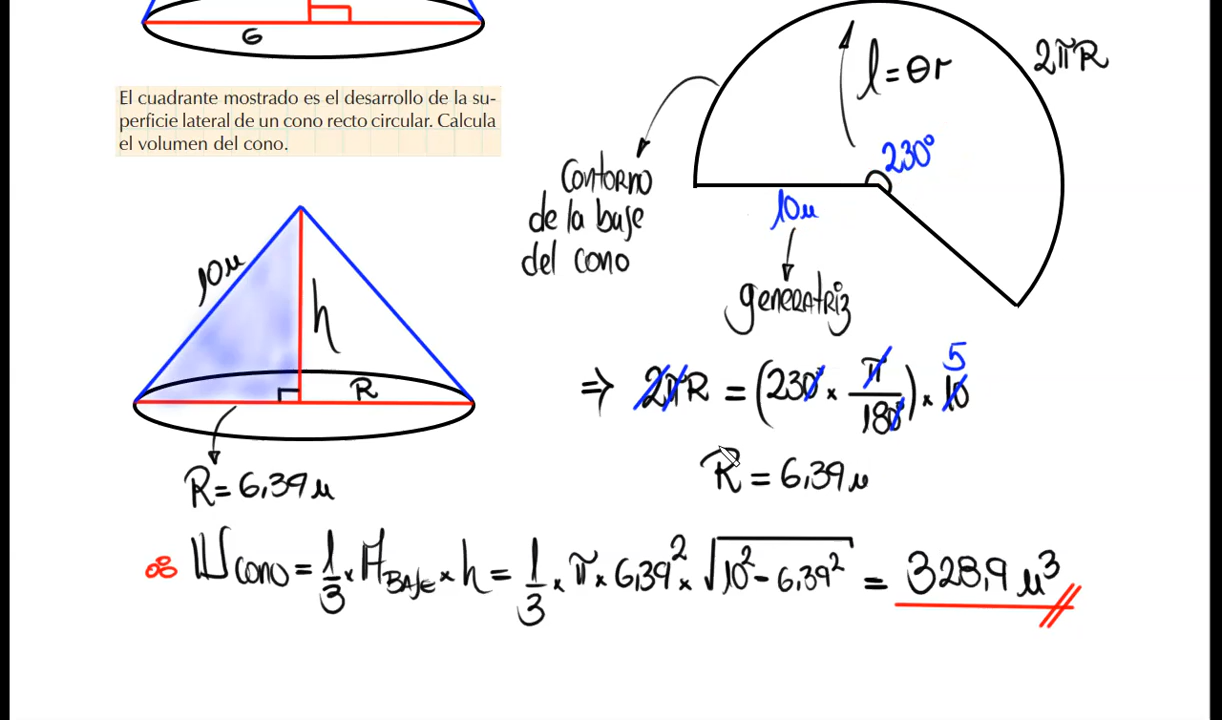 6
El cuadrante mostrado es el desarrollo de la su-
perficie lateral de un cono recto circular. Calcula
el volumen del cono.
l = θr
2πR
230°
10u
Contorno
de la base
del cono
generatriz
10u
h
R
R = 6,39 u
⇒ 2πR = (230° × π/180°) × 10
5
R = 6,39 u
∴ V cono = 1/3 × A BASE × h = 1/3 × π × 6,39² × √(10² - 6,39²) = 328,9 u³